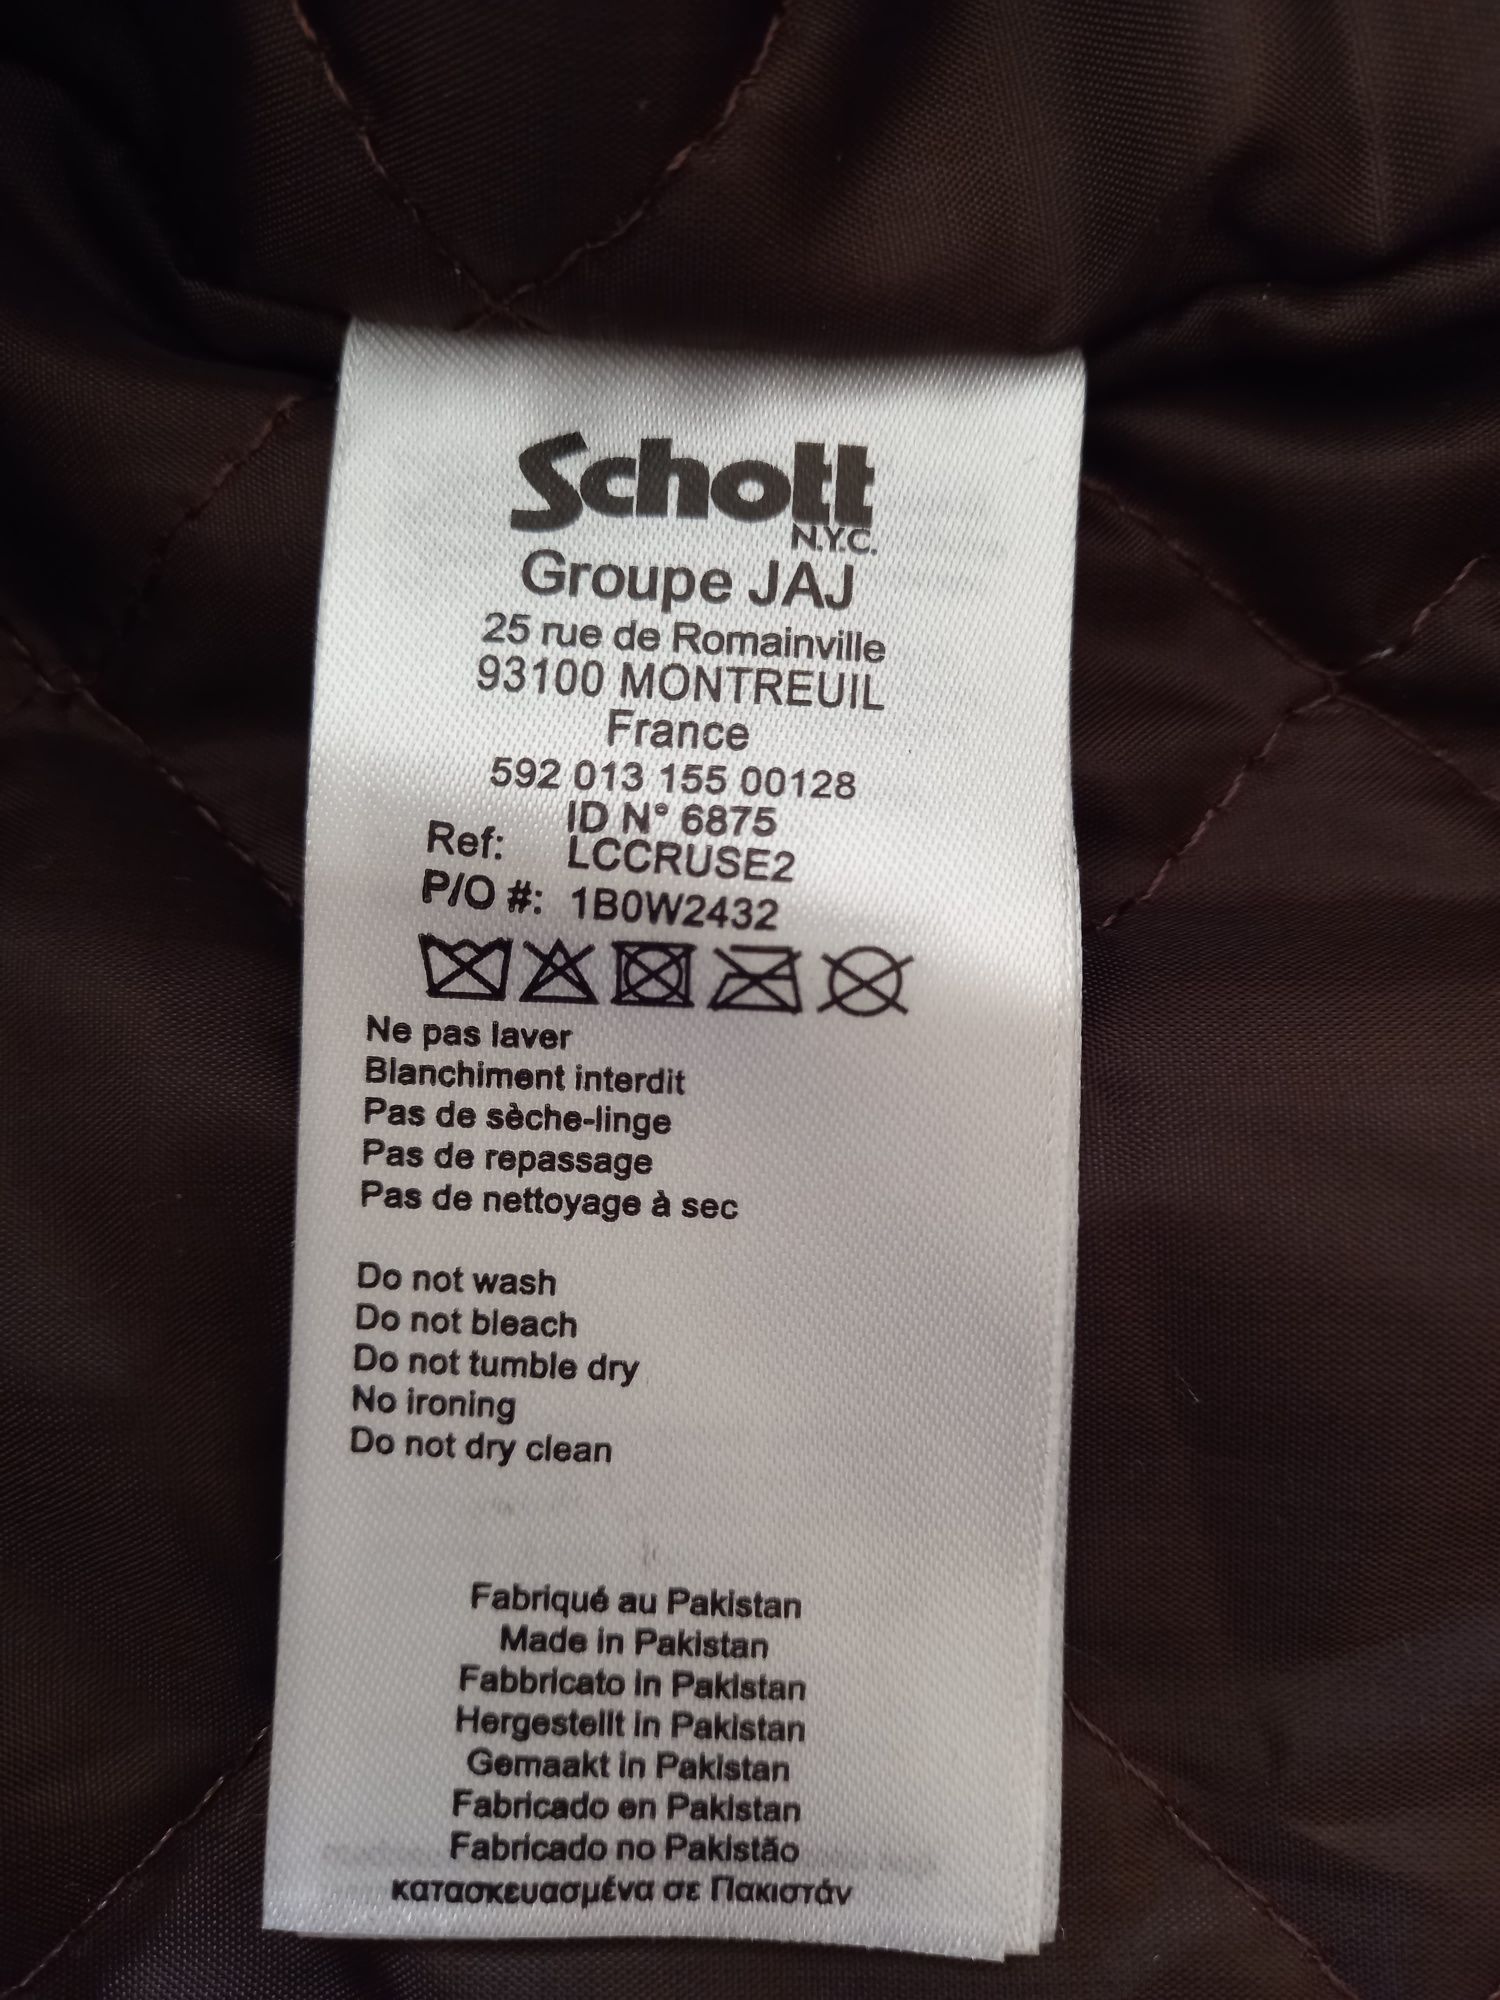 Schott
N.Y.C.
Groupe JAJ
25 rue de Romainville
93100 MONTREUIL
France
592 013 155 00128
ID N° 6875
Ref: LCCRUSE2
P/O #: 1B0W2432
Ne pas laver
Blanchiment interdit
Pas de sèche-linge
Pas de repassage
Pas de nettoyage à sec
Do not wash
Do not bleach
Do not tumble dry
No ironing
Do not dry clean
Fabriqué au Pakistan
Made in Pakistan
Fabbricato in Pakistan
Hergestellt in Pakistan
Gemaakt in Pakistan
Fabricado en Pakistan
Fabricado no Pakistão
κατασκευασμένα σε Πακιστάν